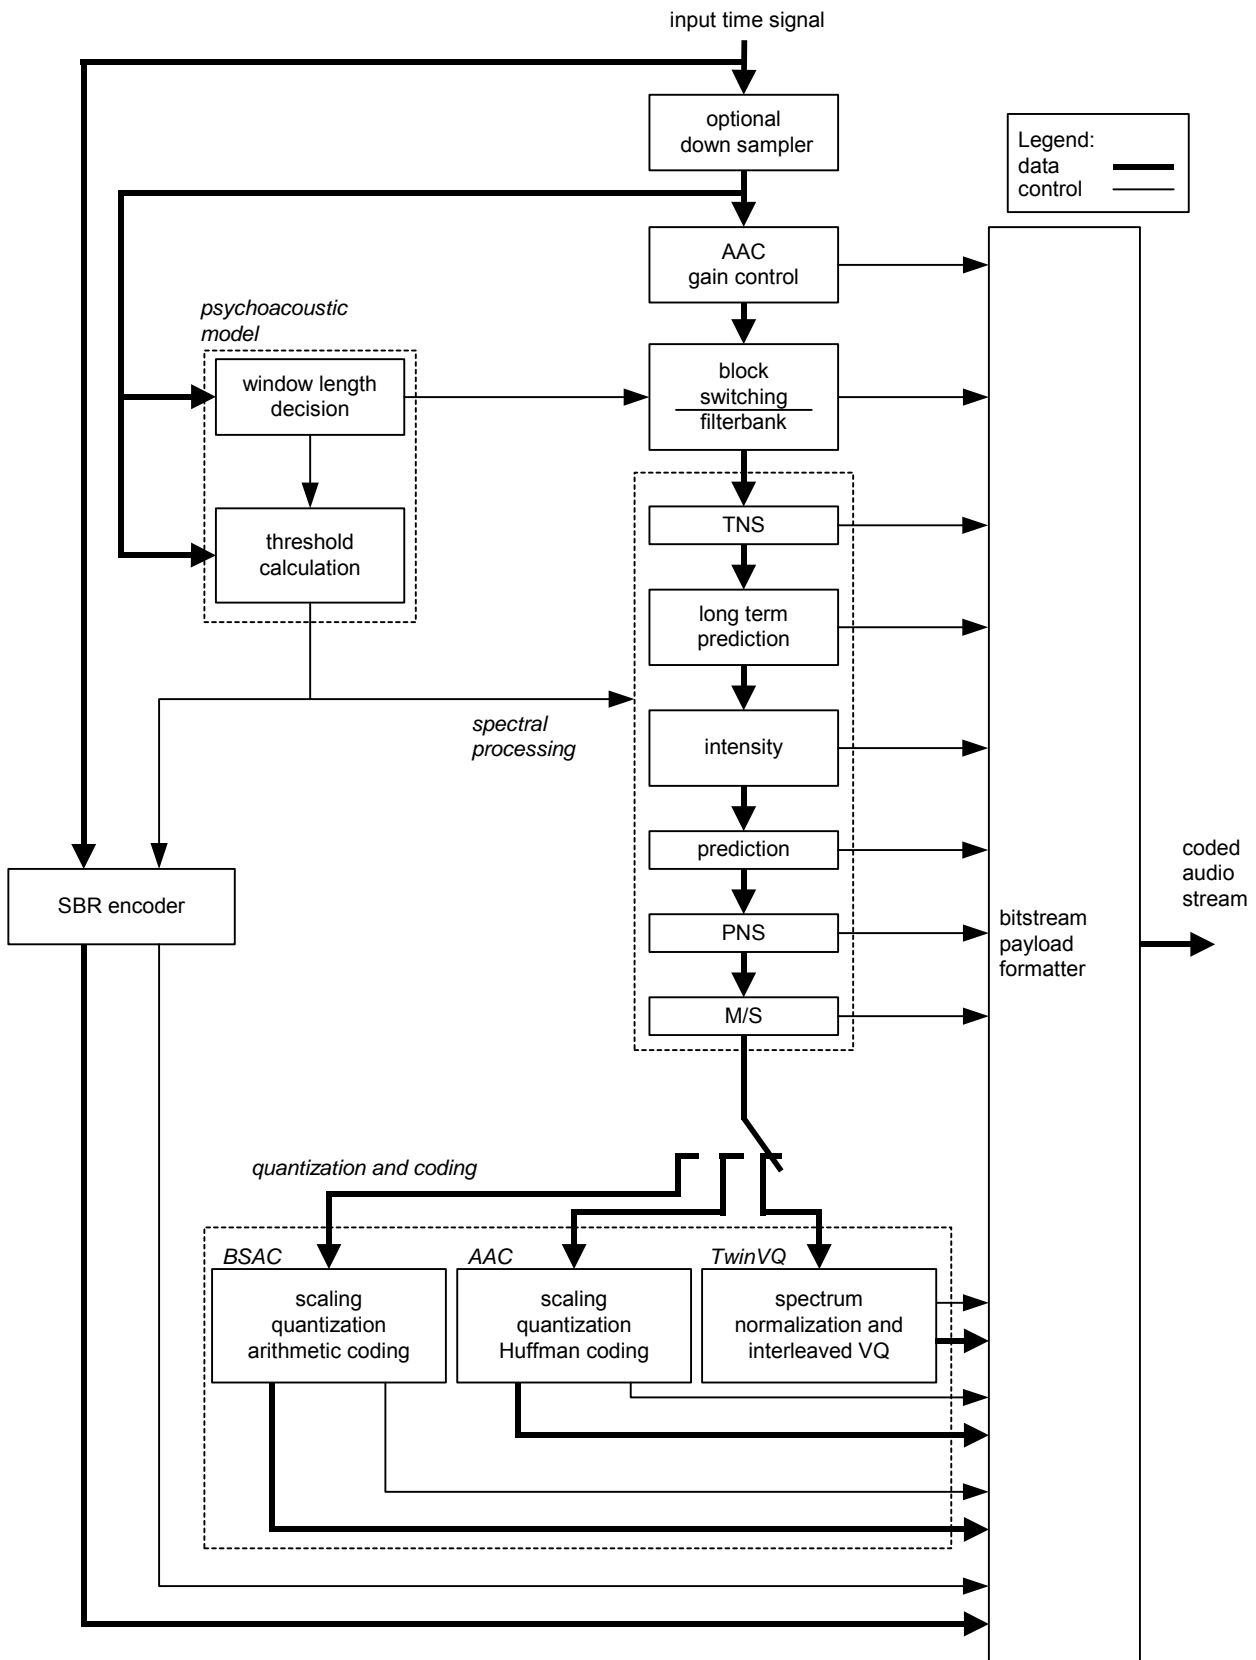 input time signal
optional
down sampler
Legend:
data
control
AAC
gain control
psychoacoustic
model
window length
decision
block
switching
filterbank
TNS
threshold
calculation
long term
prediction
spectral
processing
intensity
prediction
coded
audio
stream
SBR encoder
PNS
bitstream
payload
formatter
M/S
quantization and coding
BSAC
AAC
TwinVQ
scaling
quantization
arithmetic coding
scaling
quantization
Huffman coding
spectrum
normalization and
interleaved VQ